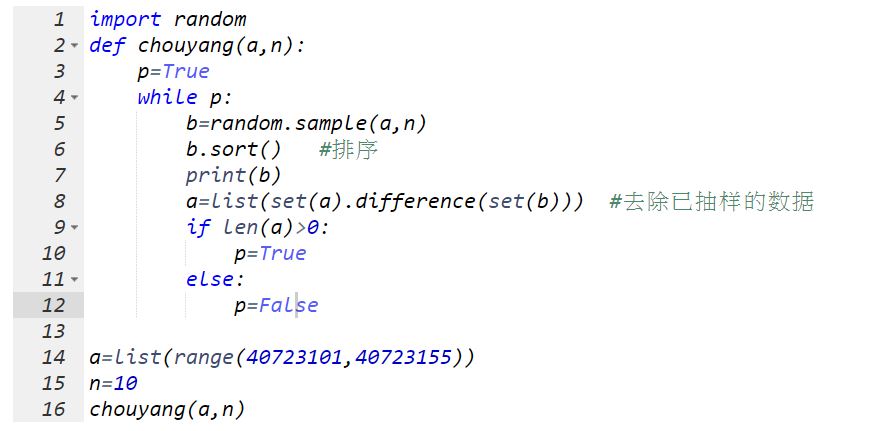 1 import random
2 def chouyang(a,n):
3     p=True
4     while p:
5         b=random.sample(a,n)
6         b.sort()   #排序
7         print(b)
8         a=list(set(a).difference(set(b)))  #去除已抽样的数据
9         if len(a)>0:
10             p=True
11         else:
12             p=False
13
14 a=list(range(40723101,40723155))
15 n=10
16 chouyang(a,n)